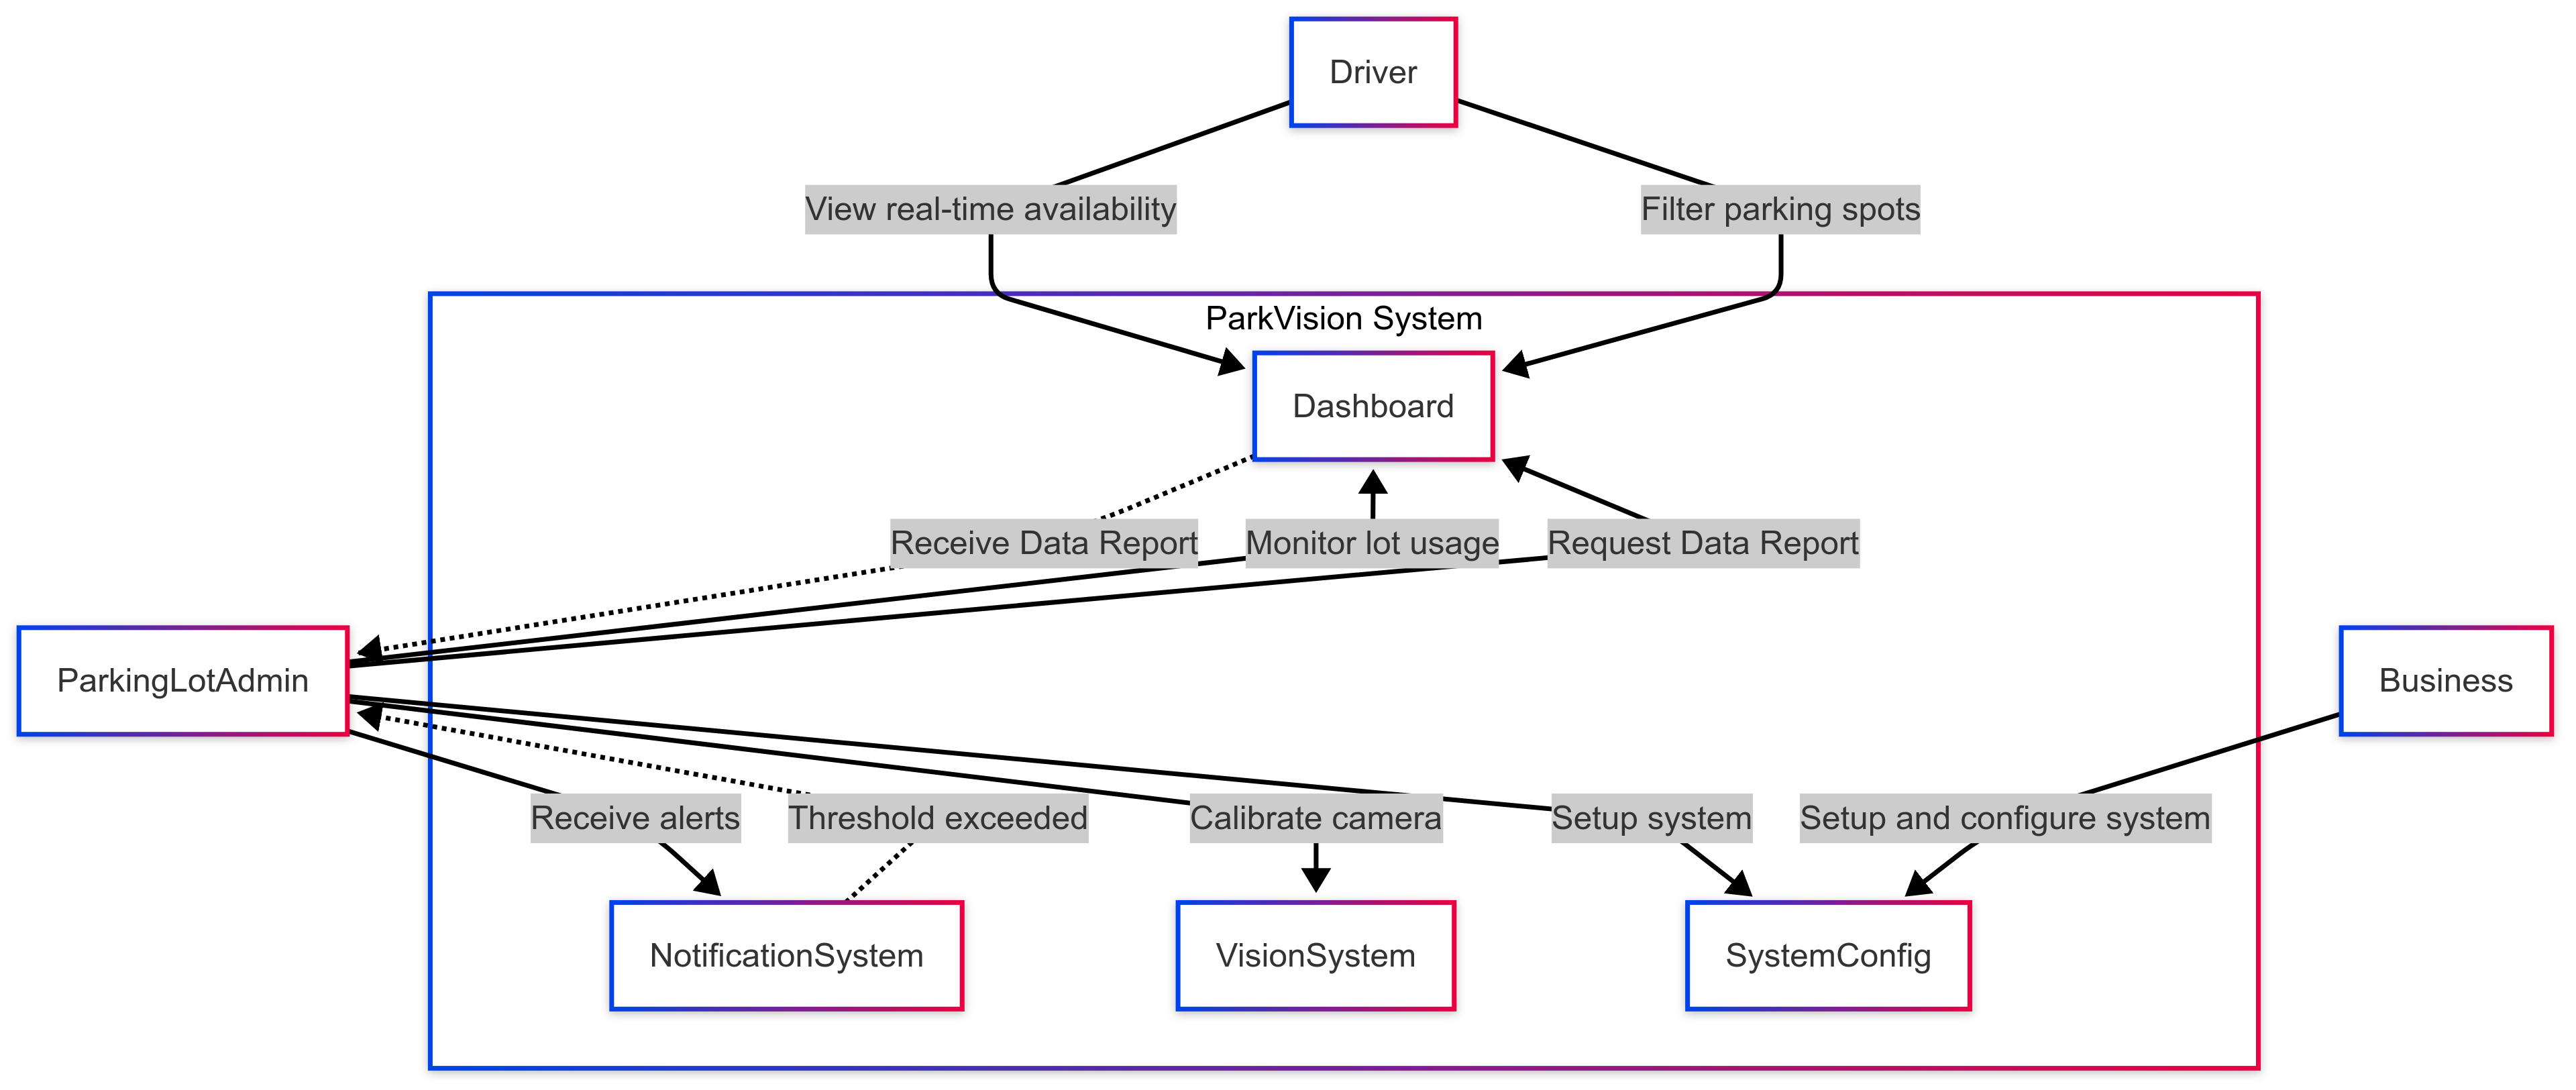 Driver
View real-time availability
Filter parking spots
ParkVision System
Dashboard
Receive Data Report
Monitor lot usage
Request Data Report
ParkingLotAdmin
Business
Receive alerts
Threshold exceeded
Calibrate camera
Setup system
Setup and configure system
NotificationSystem
VisionSystem
SystemConfig